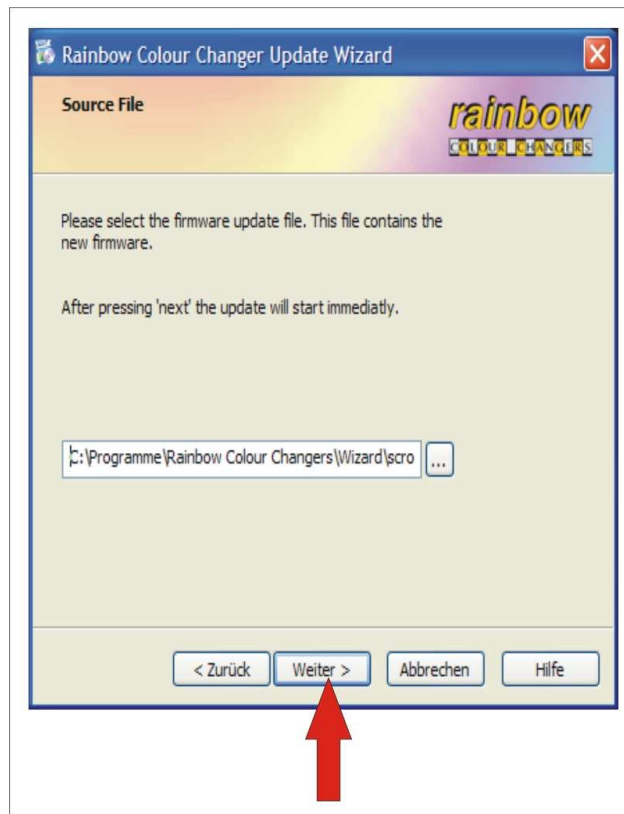 Rainbow Colour Changer Update Wizard
Source File
rainbow
COLOUR CHANGERS
Please select the firmware update file. This file contains the
new firmware.
After pressing 'next' the update will start immediatly.
C:\Programme\Rainbow Colour Changers\Wizard\scro
...
< Zurück
Weiter >
Abbrechen
Hilfe